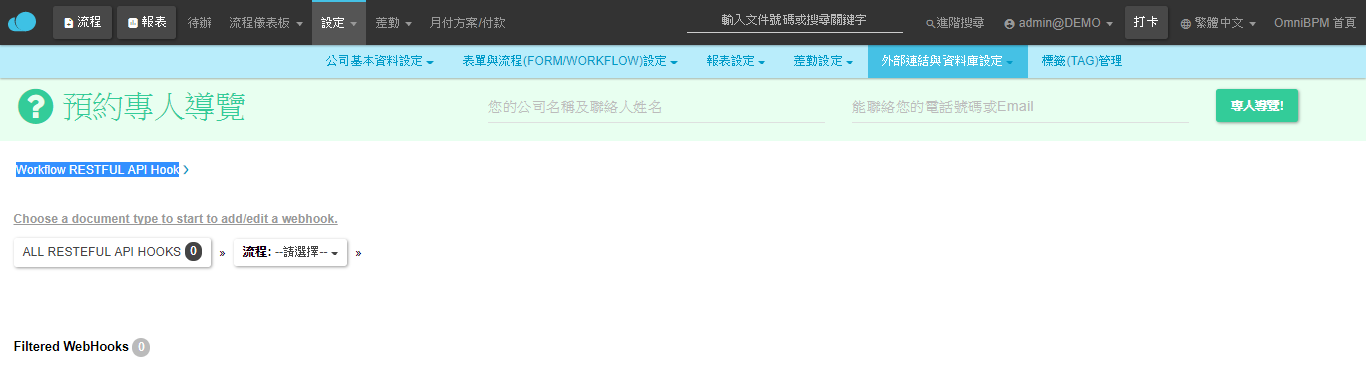 流程 報表 待辦 流程儀表板 設定 差勤 月付方案/付款 輸入文件號碼或搜尋關鍵字 進階搜尋 admin@DEMO 打卡 繁體中文 OmniBPM 首頁
公司基本資料設定 表單與流程(FORM/WORKFLOW)設定 報表設定 差勤設定 外部連結與資料庫設定 標籤(TAG)管理
? 預約專人導覽 您的公司名稱及聯絡人姓名 能聯絡您的電話號碼或Email 專人導覽!
Workflow RESTFUL API Hook >
Choose a document type to start to add/edit a webhook.
ALL RESTEFUL API HOOKS 0 » 流程: --請選擇-- »
Filtered WebHooks 0